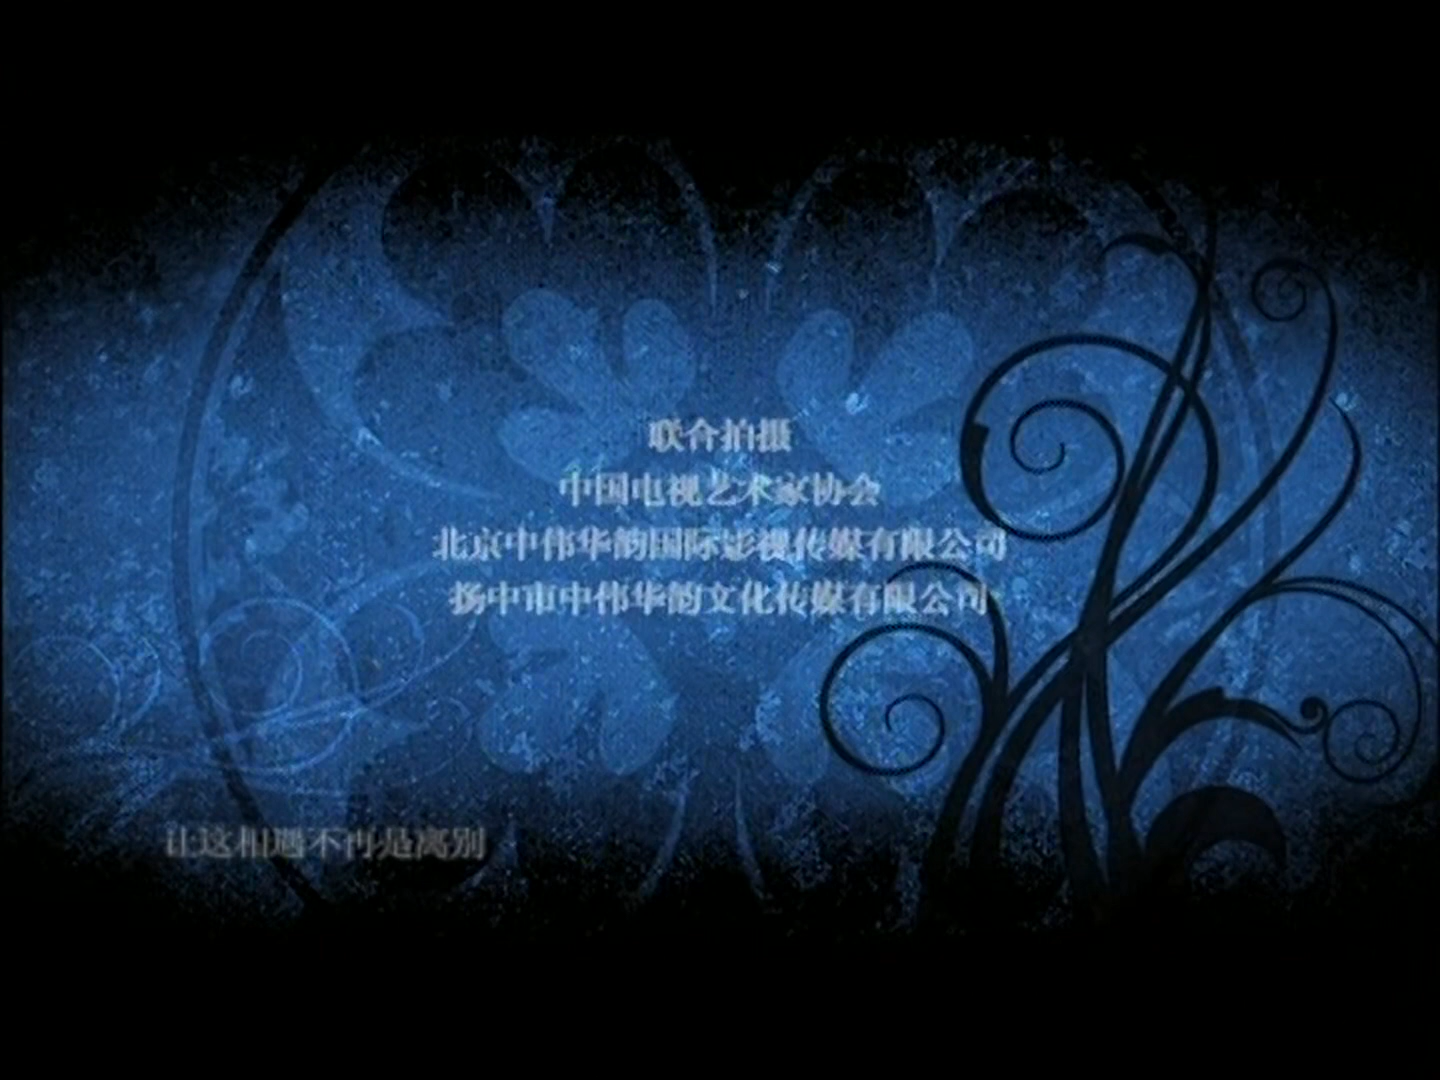 联合拍摄
中国电视艺术家协会
北京中伟华韵国际影视传媒有限公司
扬中市中伟华韵文化传媒有限公司
让这相遇不再是离别